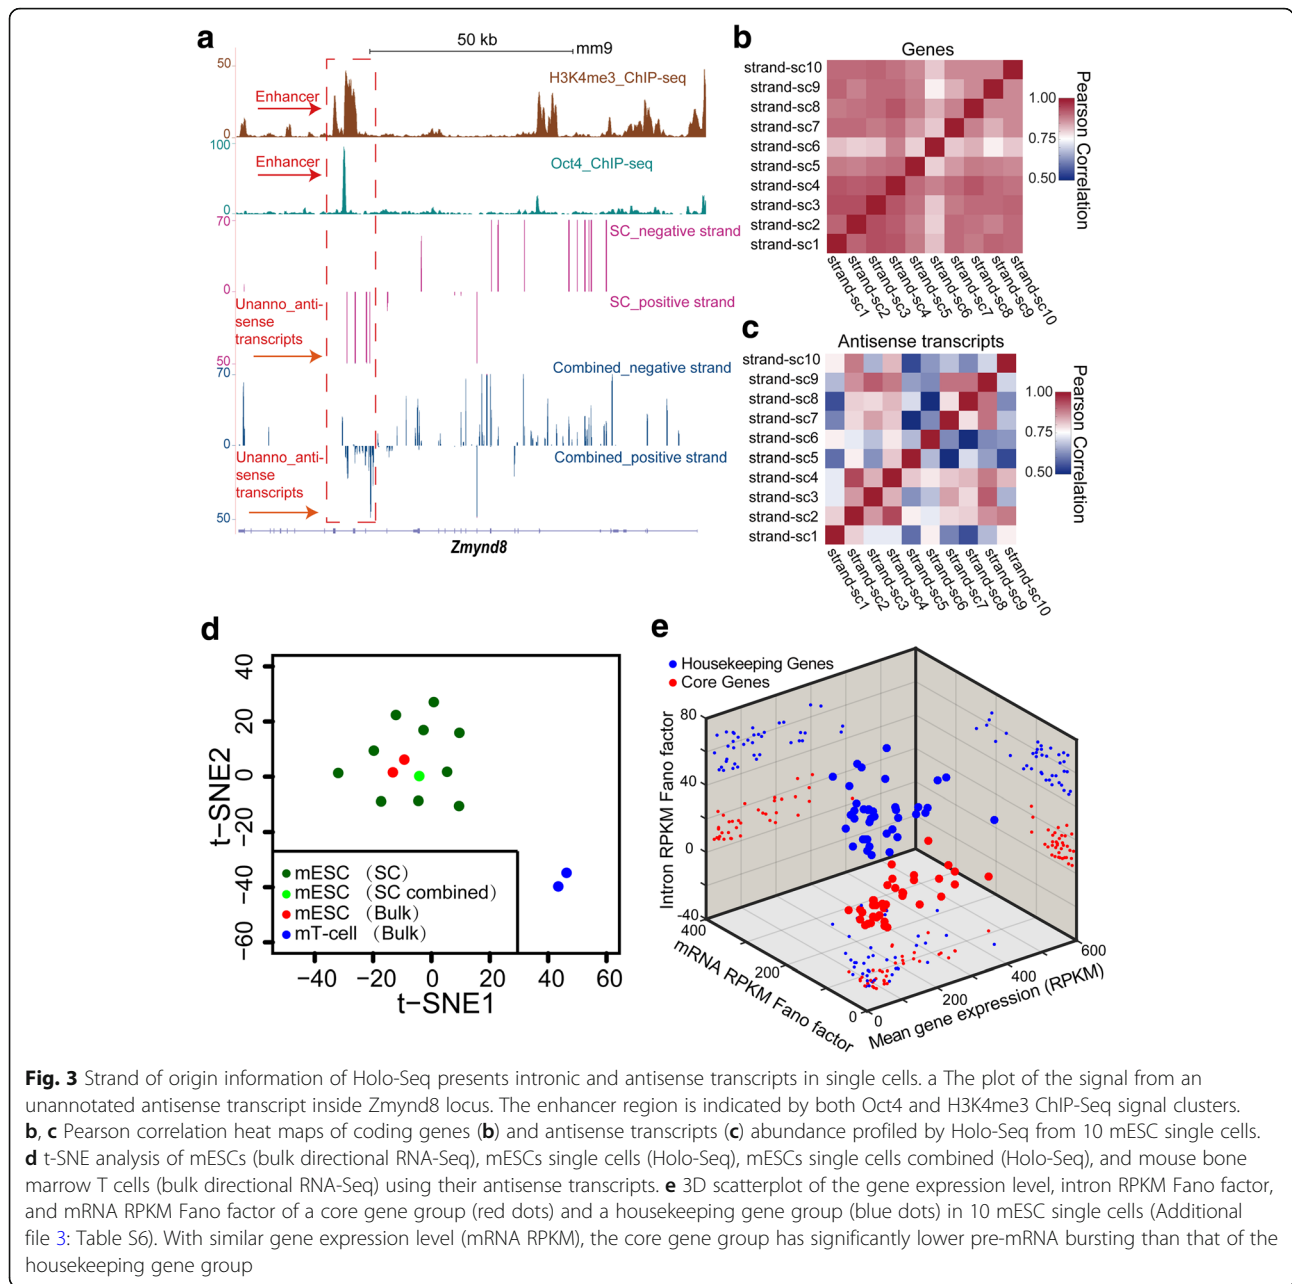 a
50 kb
mm9
50
H3K4me3_ChIP-seq
Enhancer
0
100
Enhancer
Oct4_ChIP-seq
0
70
SC_negative strand
0
Unanno_anti-
sense
transcripts
SC_positive strand
50
70
Combined_negative strand
0
Unanno_anti-
sense
transcripts
Combined_positive strand
50
Zmynd8
b
Genes
strand-sc10
strand-sc9
strand-sc8
strand-sc7
strand-sc6
strand-sc5
strand-sc4
strand-sc3
strand-sc2
strand-sc1
strand-sc1
strand-sc2
strand-sc3
strand-sc4
strand-sc5
strand-sc6
strand-sc7
strand-sc8
strand-sc9
strand-sc10
1.00
0.75
0.50
Pearson Correlation
c
Antisense transcripts
strand-sc10
strand-sc9
strand-sc8
strand-sc7
strand-sc6
strand-sc5
strand-sc4
strand-sc3
strand-sc2
strand-sc1
strand-sc1
strand-sc2
strand-sc3
strand-sc4
strand-sc5
strand-sc6
strand-sc7
strand-sc8
strand-sc9
strand-sc10
1.00
0.75
0.50
Pearson Correlation
d
t-SNE2
40
20
0
-20
-40
-60
mESC (SC)
mESC (SC combined)
mESC (Bulk)
mT-cell (Bulk)
-40 -20 0 20 40 60
t-SNE1
e
Housekeeping Genes
Core Genes
Intron RPKM Fano factor
80
40
0
-40
400
200
0
mRNA RPKM Fano factor
0
200
400
600
Mean gene expression (RPKM)
Fig. 3 Strand of origin information of Holo-Seq presents intronic and antisense transcripts in single cells. a The plot of the signal from an
unannotated antisense transcript inside Zmynd8 locus. The enhancer region is indicated by both Oct4 and H3K4me3 ChIP-Seq signal clusters.
b, c Pearson correlation heat maps of coding genes (b) and antisense transcripts (c) abundance profiled by Holo-Seq from 10 mESC single cells.
d t-SNE analysis of mESCs (bulk directional RNA-Seq), mESCs single cells (Holo-Seq), mESCs single cells combined (Holo-Seq), and mouse bone
marrow T cells (bulk directional RNA-Seq) using their antisense transcripts. e 3D scatterplot of the gene expression level, intron RPKM Fano factor,
and mRNA RPKM Fano factor of a core gene group (red dots) and a housekeeping gene group (blue dots) in 10 mESC single cells (Additional
file 3: Table S6). With similar gene expression level (mRNA RPKM), the core gene group has significantly lower pre-mRNA bursting than that of the
housekeeping gene group